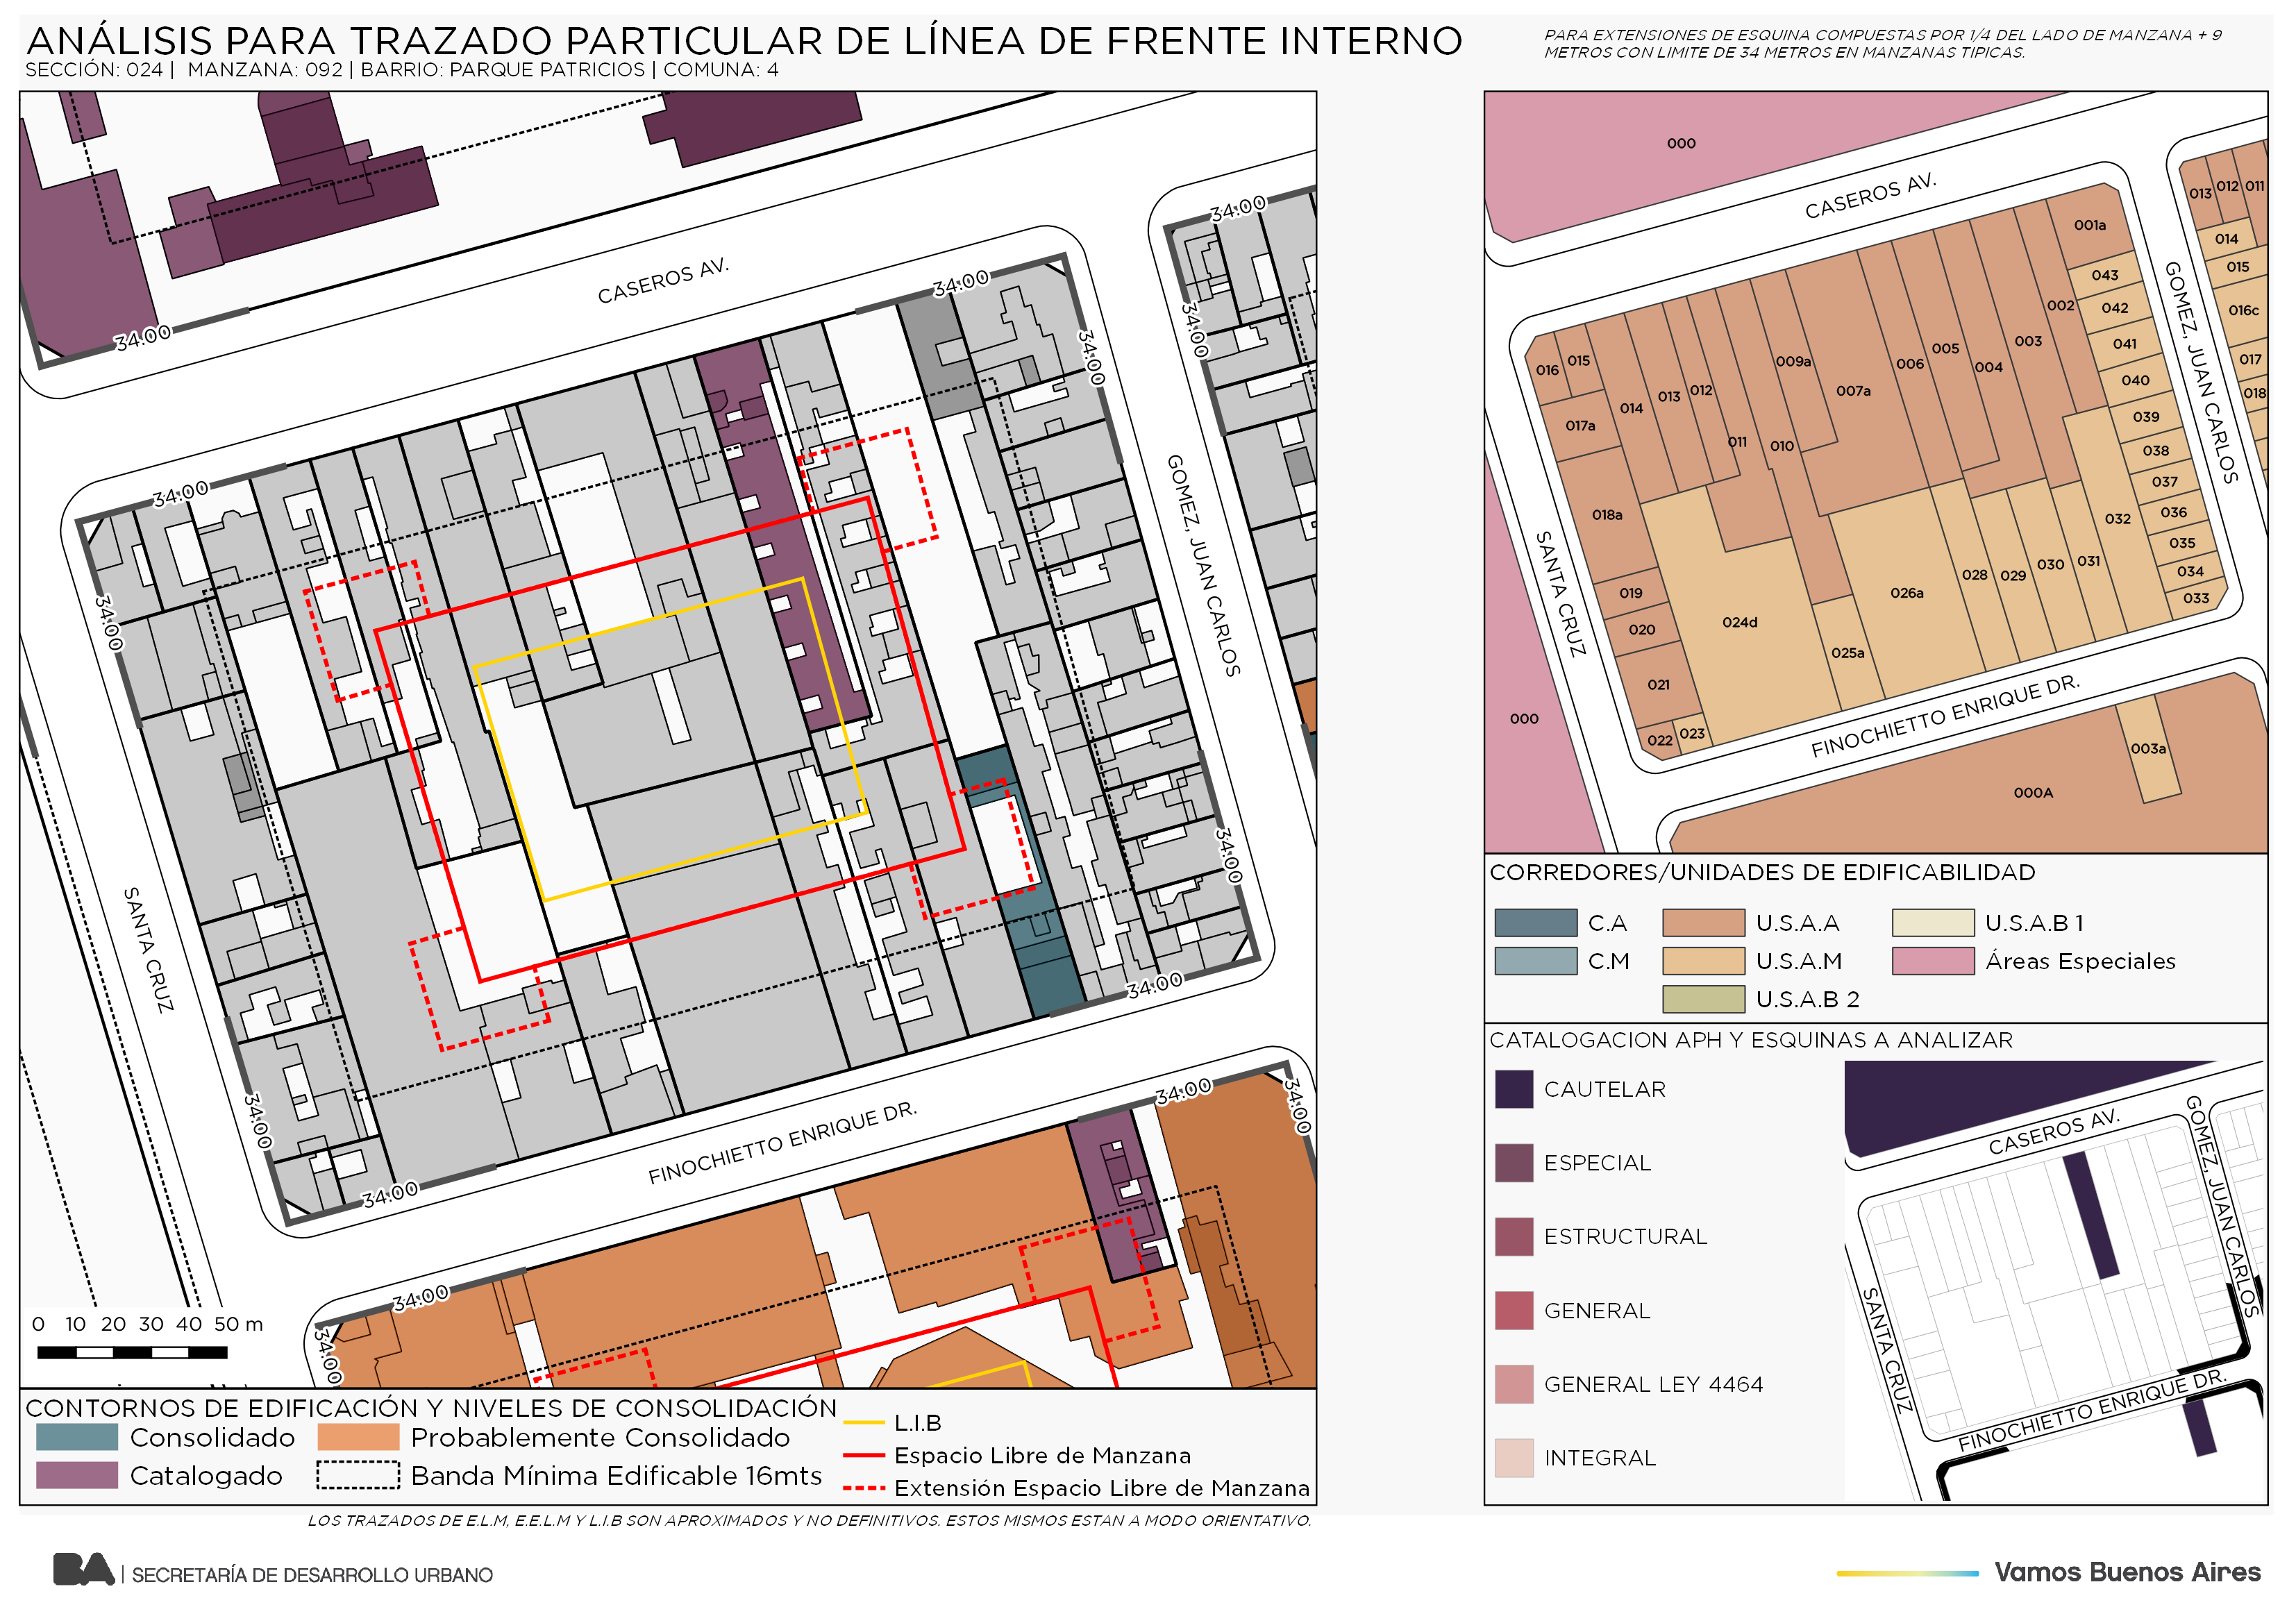 ANÁLISIS PARA TRAZADO PARTICULAR DE LÍNEA DE FRENTE INTERNO
SECCIÓN: 024 | MANZANA: 092 | BARRIO: PARQUE PATRICIOS | COMUNA: 4
PARA EXTENSIONES DE ESQUINA COMPUESTAS POR 1/4 DEL LADO DE MANZANA + 9
METROS CON LIMITE DE 34 METROS EN MANZANAS TIPICAS.
34.00
34.00
34.00
CASEROS AV.
34.00
34.00
34.00
34.00
GOMEZ, JUAN CARLOS
SANTA CRUZ
34.00
34.00
34.00
34.00
FINOCHIETTO ENRIQUE DR.
34.00
34.00
34.00
34.00
0 10 20 30 40 50 m
CONTORNOS DE EDIFICACIÓN Y NIVELES DE CONSOLIDACIÓN
Consolidado
Probablemente Consolidado
Catalogado
Banda Mínima Edificable 16mts
L.I.B
Espacio Libre de Manzana
Extensión Espacio Libre de Manzana
LOS TRAZADOS DE E.L.M, E.E.L.M Y L.I.B SON APROXIMADOS Y NO DEFINITIVOS. ESTOS MISMOS ESTAN A MODO ORIENTATIVO.
000
CASEROS AV.
013
012
011
014
015
016c
017
018
GOMEZ, JUAN CARLOS
001a
043
042
002
041
003
040
004
005
006
039
007a
009a
038
037
036
035
034
033
032
031
030
029
028
026a
025a
024d
010
011
012
013
014
015
016
017a
018a
019
020
021
022
023
SANTA CRUZ
000
FINOCHIETTO ENRIQUE DR.
003a
000A
CORREDORES/UNIDADES DE EDIFICABILIDAD
C.A
U.S.A.A
U.S.A.B 1
C.M
U.S.A.M
Áreas Especiales
U.S.A.B 2
CATALOGACION APH Y ESQUINAS A ANALIZAR
CAUTELAR
ESPECIAL
ESTRUCTURAL
GENERAL
GENERAL LEY 4464
INTEGRAL
CASEROS AV.
GOMEZ, JUAN CARLOS
SANTA CRUZ
FINOCHIETTO ENRIQUE DR.
BA | SECRETARÍA DE DESARROLLO URBANO
Vamos Buenos Aires